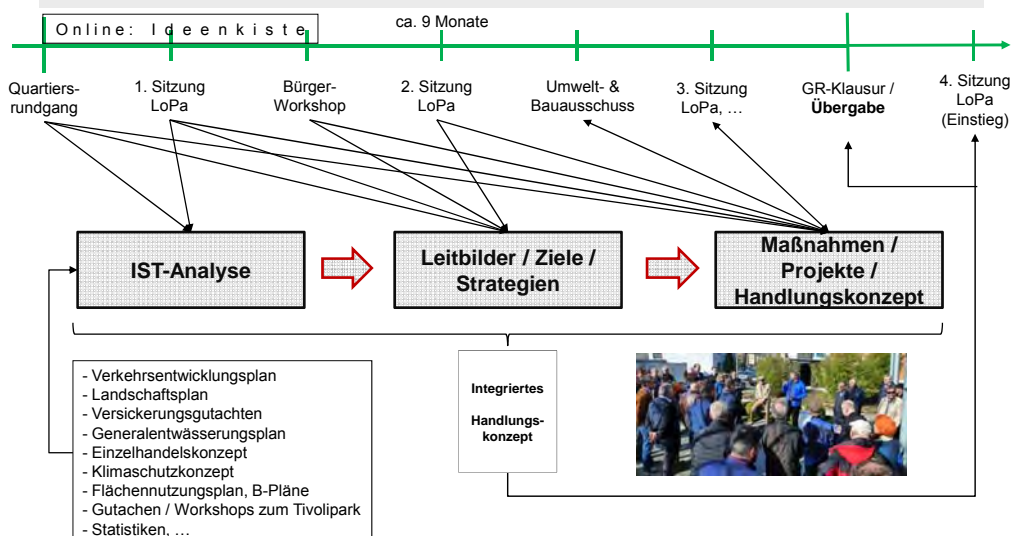 ca. 9 Monate
Online: Ideenkiste
Quartiers-
rundgang
1. Sitzung
LoPa
Bürger-
Workshop
2. Sitzung
LoPa
Umwelt- &
Bauausschuss
3. Sitzung
LoPa, …
GR-Klausur /
Übergabe
4. Sitzung
LoPa
(Einstieg)
IST-Analyse
Leitbilder / Ziele /
Strategien
Maßnahmen /
Projekte /
Handlungskonzept
- Verkehrsentwicklungsplan
- Landschaftsplan
- Versickerungsgutachten
- Generalentwässerungsplan
- Einzelhandelskonzept
- Klimaschutzkonzept
- Flächennutzungsplan, B-Pläne
- Gutachten / Workshops zum Tivolipark
- Statistiken, …
Integriertes
Handlungs-
konzept